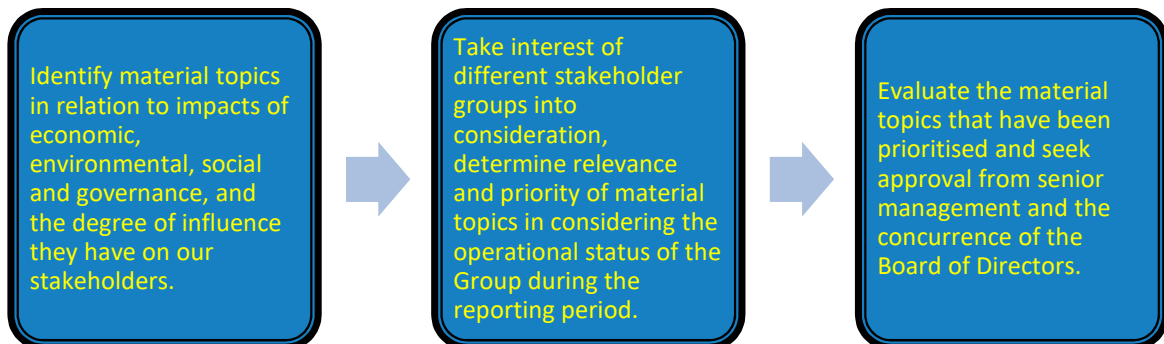 Identify material topics
in relation to impacts of
economic,
environmental, social
and governance, and
the degree of influence
they have on our
stakeholders.
Take interest of
different stakeholder
groups into
consideration,
determine relevance
and priority of material
topics in considering the
operational status of the
Group during the
reporting period.
Evaluate the material
topics that have been
prioritised and seek
approval from senior
management and the
concurrence of the
Board of Directors.